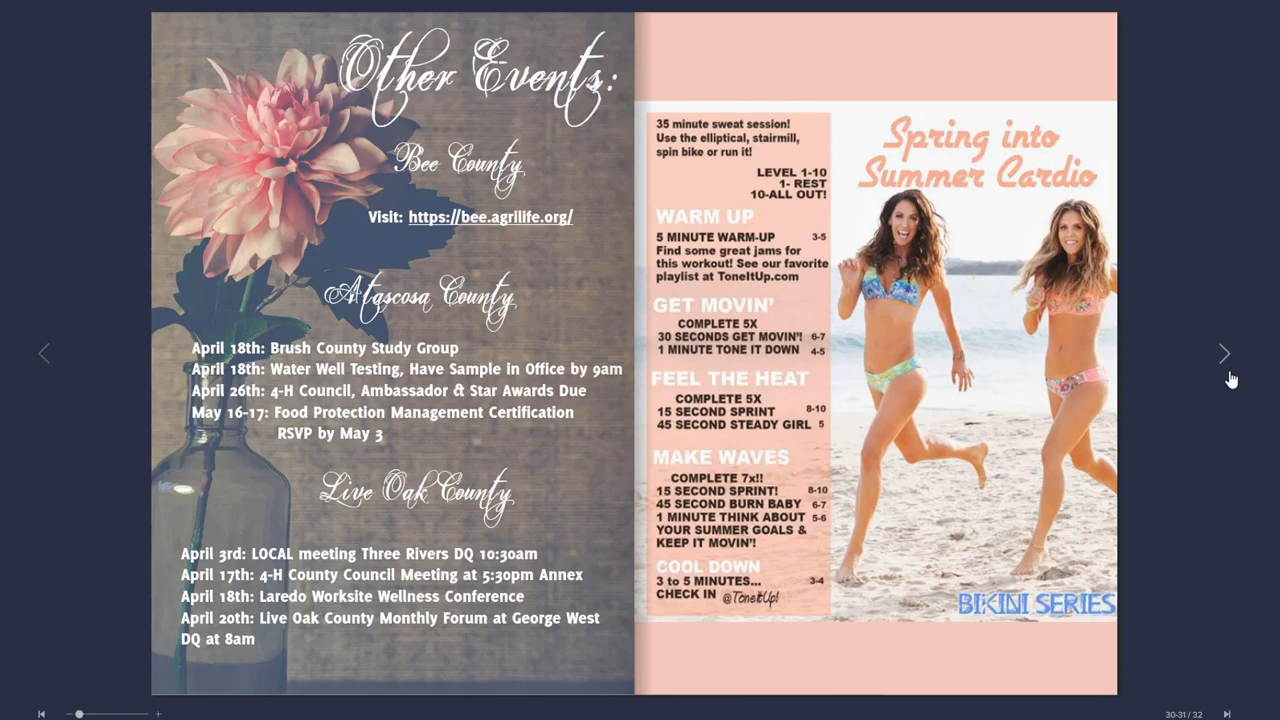 Other Events:
Bee County
Visit: https://bee.agrilife.org/
Atascosa County
April 18th: Brush County Study Group
April 18th: Water Well Testing, Have Sample in Office by 9am
April 26th: 4-H Council, Ambassador & Star Awards Due
May 16-17: Food Protection Management Certification
RSVP by May 3
Live Oak County
April 3rd: LOCAL meeting Three Rivers DQ 10:30am
April 17th: 4-H County Council Meeting at 5:30pm Annex
April 18th: Laredo Worksite Wellness Conference
April 20th: Live Oak County Monthly Forum at George West
DQ at 8am
35 minute sweat session!
Use the elliptical, stairmill,
spin bike or run it!
LEVEL 1-10
1- REST
10-ALL OUT!
WARM UP
5 MINUTE WARM-UP 3-5
Find some great jams for
this workout! See our favorite
playlist at ToneItUp.com
GET MOVIN'
COMPLETE 5X
30 SECONDS GET MOVIN'! 6-7
1 MINUTE TONE IT DOWN 4-5
FEEL THE HEAT
COMPLETE 5X
15 SECOND SPRINT 8-10
45 SECOND STEADY GIRL 5
MAKE WAVES
COMPLETE 7x!!
15 SECOND SPRINT! 8-10
45 SECOND BURN BABY 6-7
1 MINUTE THINK ABOUT 5-6
YOUR SUMMER GOALS &
KEEP IT MOVIN'!
COOL DOWN
3 to 5 MINUTES... 3-4
CHECK IN @ToneItUp!
Spring into
Summer Cardio
BIKINI SERIES
30-31 / 32